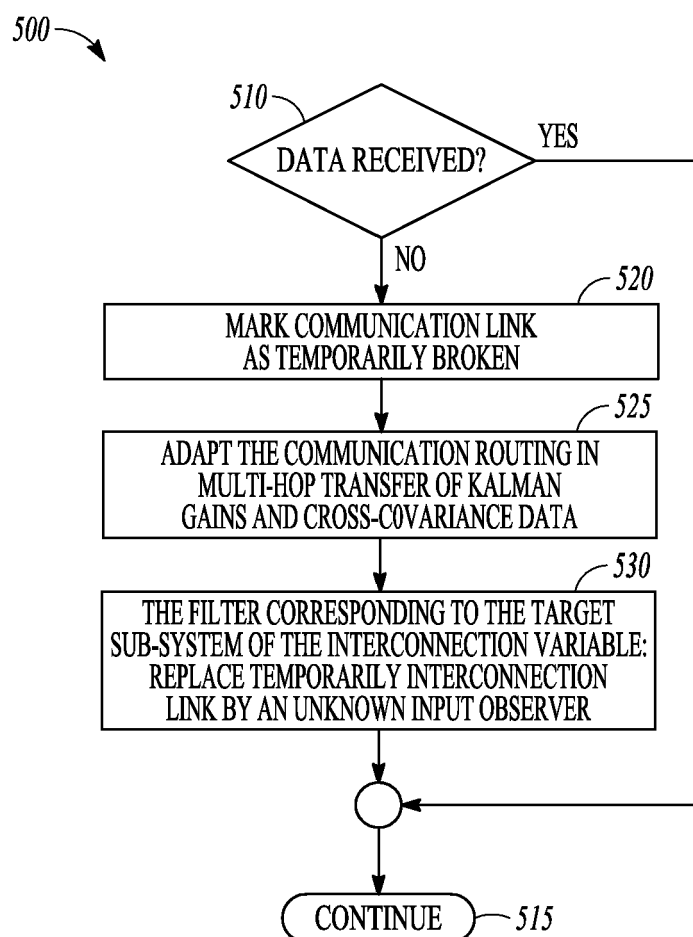 500
510
DATA RECEIVED?
YES
NO
520
MARK COMMUNICATION LINK
AS TEMPORARILY BROKEN
525
ADAPT THE COMMUNICATION ROUTING IN
MULTI-HOP TRANSFER OF KALMAN
GAINS AND CROSS-C0VARIANCE DATA
530
THE FILTER CORRESPONDING TO THE TARGET
SUB-SYSTEM OF THE INTERCONNECTION VARIABLE:
REPLACE TEMPORARILY INTERCONNECTION
LINK BY AN UNKNOWN INPUT OBSERVER
CONTINUE
515